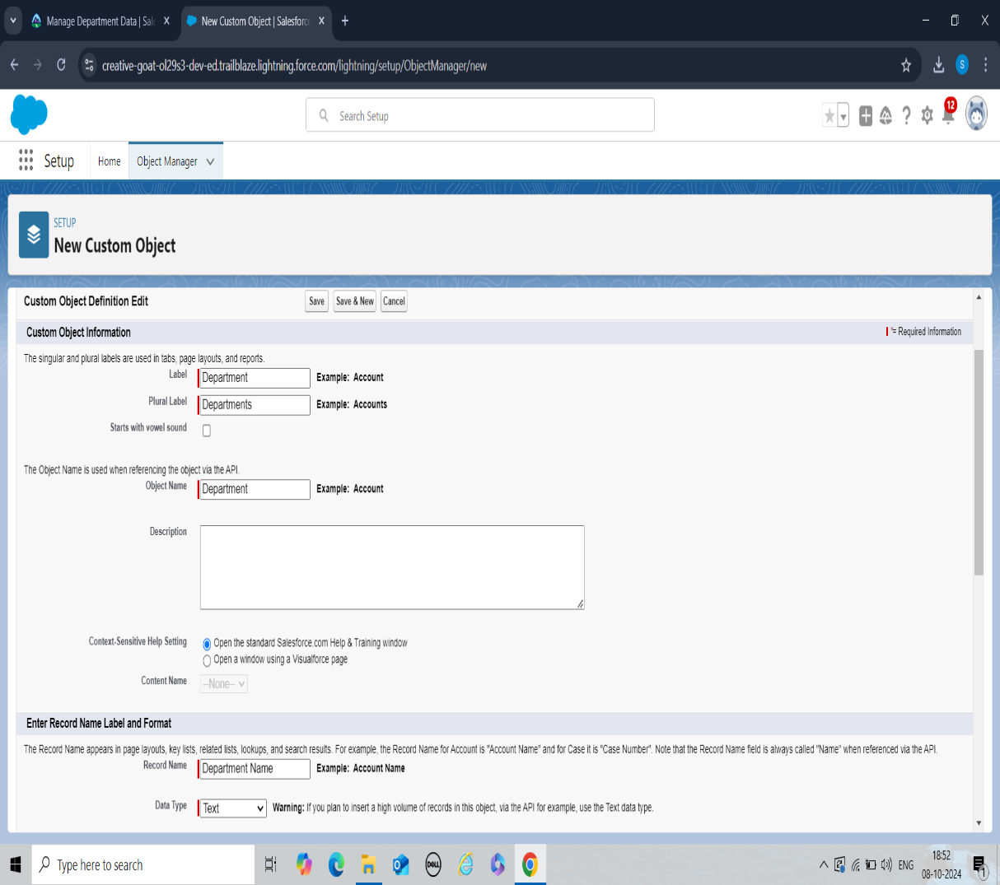 Manage Department Data | Sal
New Custom Object | Salesforce
creative-goat-ol29s3-dev-ed.trailblaze.lightning.force.com/lightning/setup/ObjectManager/new
S
Search Setup
12
Setup
Home
Object Manager
SETUP
New Custom Object
Custom Object Definition Edit
Save
Save & New
Cancel
Custom Object Information
= Required Information
The singular and plural labels are used in tabs, page layouts, and reports.
Label
Department
Example: Account
Plural Label
Departments
Example: Accounts
Starts with vowel sound
The Object Name is used when referencing the object via the API.
Object Name
Department
Example: Account
Description
Context-Sensitive Help Setting
Open the standard Salesforce.com Help & Training window
Open a window using a Visualforce page
Content Name
--None--
Enter Record Name Label and Format
The Record Name appears in page layouts, key lists, related lists, lookups, and search results. For example, the Record Name for Account is "Account Name" and for Case it is "Case Number". Note that the Record Name field is always called "Name" when referenced via the API.
Record Name
Department Name
Example: Account Name
Data Type
Text
Warning: If you plan to insert a high volume of records in this object, via the API for example, use the Text data type.
Type here to search
DELL
ENG
18:52
08-10-2024
1